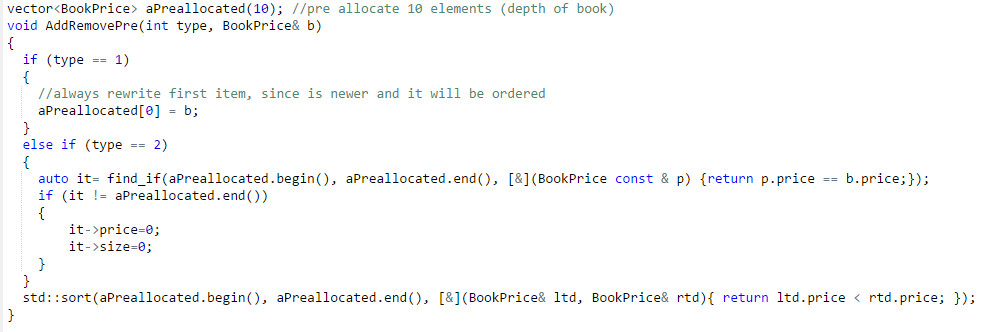 vector<BookPrice> aPreallocated(10); //pre allocate 10 elements (depth of book)
void AddRemovePre(int type, BookPrice& b)
{
  if (type == 1)
  {
    //always rewrite first item, since is newer and it will be ordered
    aPreallocated[0] = b;
  }
  else if (type == 2)
  {
    auto it= find_if(aPreallocated.begin(), aPreallocated.end(), [&](BookPrice const & p) {return p.price == b.price;});
    if (it != aPreallocated.end())
    {
        it->price=0;
        it->size=0;
    }
  }
  std::sort(aPreallocated.begin(), aPreallocated.end(), [&](BookPrice& ltd, BookPrice& rtd){ return ltd.price < rtd.price; });
}